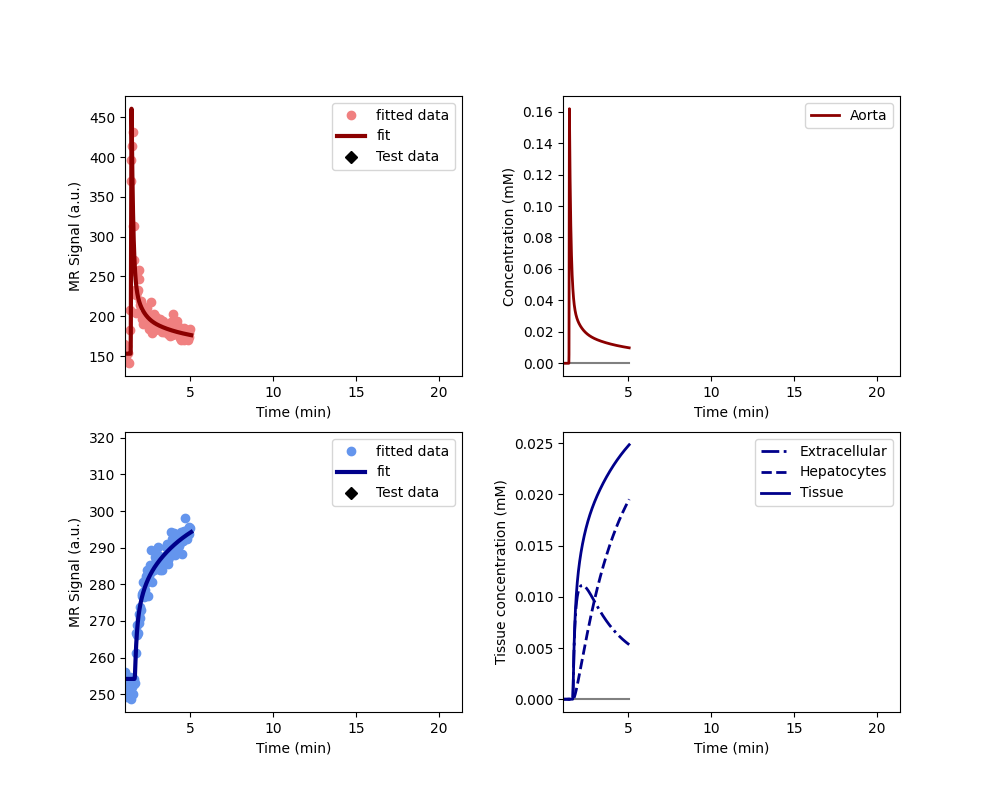 450
400
350
300
250
200
150
MR Signal (a.u.)
fitted data
fit
Test data
5
10
15
20
Time (min)
0.16
0.14
0.12
0.10
0.08
0.06
0.04
0.02
0.00
Concentration (mM)
Aorta
5
10
15
20
Time (min)
320
310
300
290
280
270
260
250
MR Signal (a.u.)
fitted data
fit
Test data
5
10
15
20
Time (min)
0.025
0.020
0.015
0.010
0.005
0.000
Tissue concentration (mM)
Extracellular
Hepatocytes
Tissue
5
10
15
20
Time (min)